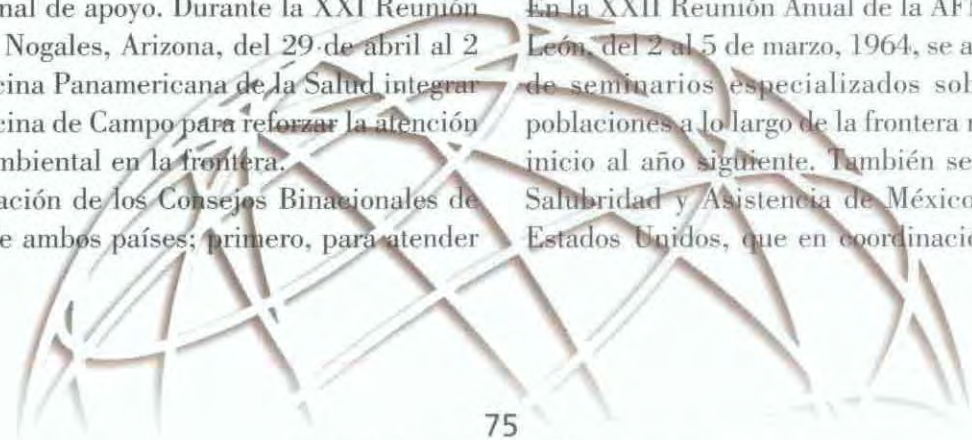 nal de apoyo. Durante la XXI Reunión
Nogales, Arizona, del 29 de abril al 2
cina Panamericana de la Salud integrar
cina de Campo para reforzar la atención
mbiental en la frontera.
ación de los Consejos Binacionales de
e ambos países; primero, para atender
En la XXII Reunión Anual de la AF
León, del 2 al 5 de marzo, 1964, se a
de seminarios especializados sol
poblaciones a lo largo de la frontera
inicio al año siguiente. También se
Salubridad y Asistencia de México
Estados Unidos, que en coordinaci
75